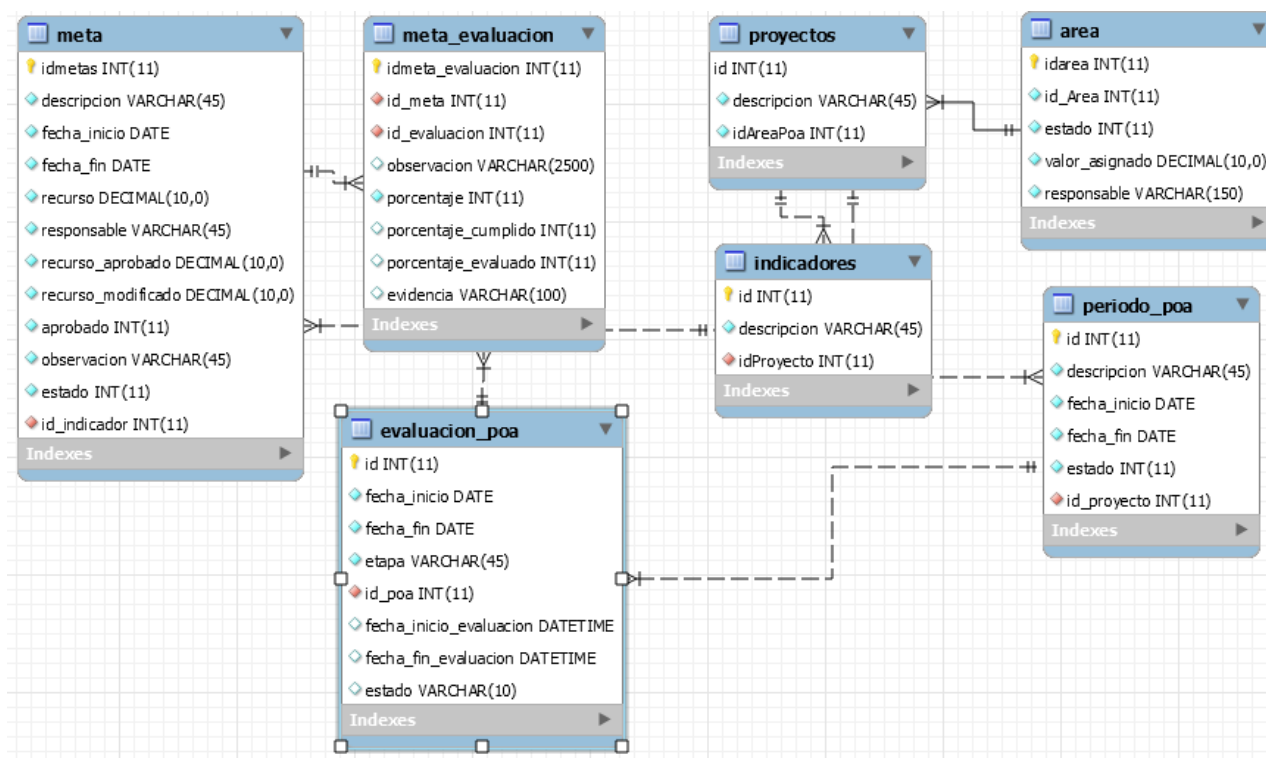 meta
idmetas INT(11)
descripcion VARCHAR(45)
fecha_inicio DATE
fecha_fin DATE
recurso DECIMAL(10,0)
responsable VARCHAR(45)
recurso_aprobado DECIMAL(10,0)
recurso_modificado DECIMAL(10,0)
aprobado INT(11)
observacion VARCHAR(45)
estado INT(11)
id_indicador INT(11)
Indexes
meta_evaluacion
idmeta_evaluacion INT(11)
id_meta INT(11)
id_evaluacion INT(11)
observacion VARCHAR(2500)
porcentaje INT(11)
porcentaje_cumplido INT(11)
porcentaje_evaluado INT(11)
evidencia VARCHAR(100)
Indexes
proyectos
id INT(11)
descripcion VARCHAR(45)
idAreaPoa INT(11)
Indexes
area
idarea INT(11)
id_Area INT(11)
estado INT(11)
valor_asignado DECIMAL(10,0)
responsable VARCHAR(150)
Indexes
indicadores
id INT(11)
descripcion VARCHAR(45)
idProyecto INT(11)
Indexes
periodo_poa
id INT(11)
descripcion VARCHAR(45)
fecha_inicio DATE
fecha_fin DATE
estado INT(11)
id_proyecto INT(11)
Indexes
evaluacion_poa
id INT(11)
fecha_inicio DATE
fecha_fin DATE
etapa VARCHAR(45)
id_poa INT(11)
fecha_inicio_evaluacion DATETIME
fecha_fin_evaluacion DATETIME
estado VARCHAR(10)
Indexes